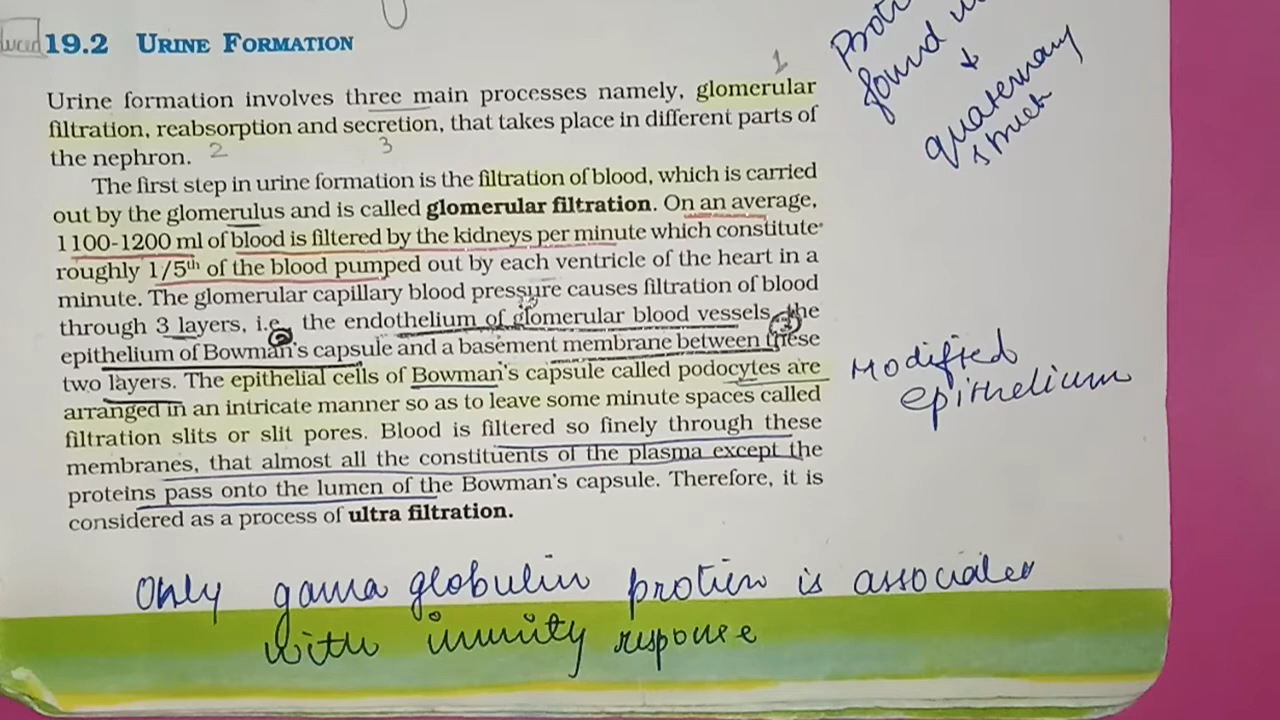 19.2 URINE FORMATION
1
Urine formation involves three main processes namely, glomerular
filtration, reabsorption and secretion, that takes place in different parts of
the nephron.
2
3
The first step in urine formation is the filtration of blood, which is carried
out by the glomerulus and is called glomerular filtration. On an average,
1100-1200 ml of blood is filtered by the kidneys per minute which constitute
roughly 1/5th of the blood pumped out by each ventricle of the heart in a
minute. The glomerular capillary blood pressure causes filtration of blood
through 3 layers, i.e., the endothelium of glomerular blood vessels, the
epithelium of Bowman's capsule and a basement membrane between these
two layers. The epithelial cells of Bowman's capsule called podocytes are
arranged in an intricate manner so as to leave some minute spaces called
filtration slits or slit pores. Blood is filtered so finely through these
membranes, that almost all the constituents of the plasma except the
proteins pass onto the lumen of the Bowman's capsule. Therefore, it is
considered as a process of ultra filtration.
found
quaternary
Modified
epithelium
Only gama globulin protien is
with response